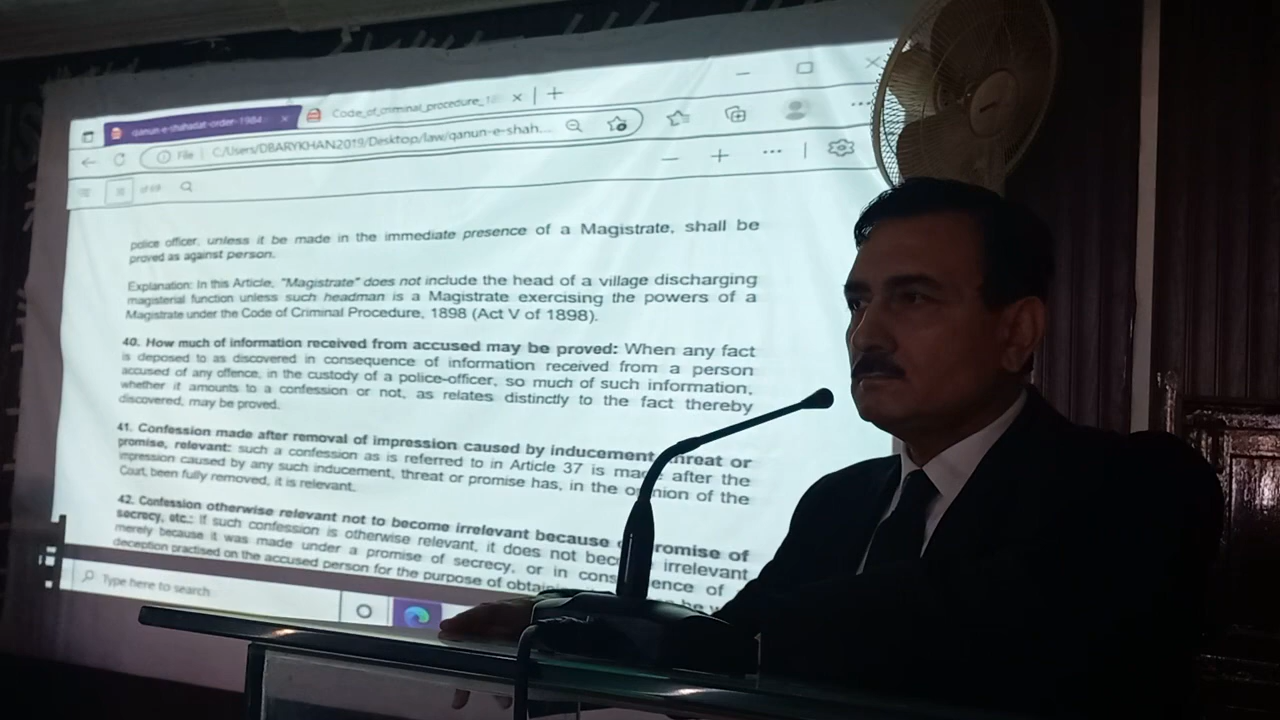 qanun-e-shahadat-order-1984
Code_of_criminal_procedure_18
File C:/Users/DBARYKHAN2019/Desktop/law/qanun-e-shah...
of 69
police officer, unless it be made in the immediate presence of a Magistrate, shall be
proved as against person.
Explanation: In this Article, "Magistrate" does not include the head of a village discharging
magisterial function unless such headman is a Magistrate exercising the powers of a
Magistrate under the Code of Criminal Procedure, 1898 (Act V of 1898).
40. How much of information received from accused may be proved: When any fact
is deposed to as discovered in consequence of information received from a person
accused of any offence, in the custody of a police-officer, so much of such information,
whether it amounts to a confession or not, as relates distinctly to the fact thereby
discovered, may be proved.
41. Confession made after removal of impression caused by inducement threat or
promise, relevant: such a confession as is referred to in Article 37 is made after the
impression caused by any such inducement, threat or promise has, in the opinion of the
Court, been fully removed, it is relevant.
42. Confession otherwise relevant not to become irrelevant because promise of
secrecy, etc.: If such confession is otherwise relevant, it does not become irrelevant
merely because it was made under a promise of secrecy, or in consequence of
deception practised on the accused person for the purpose of
Type here to search